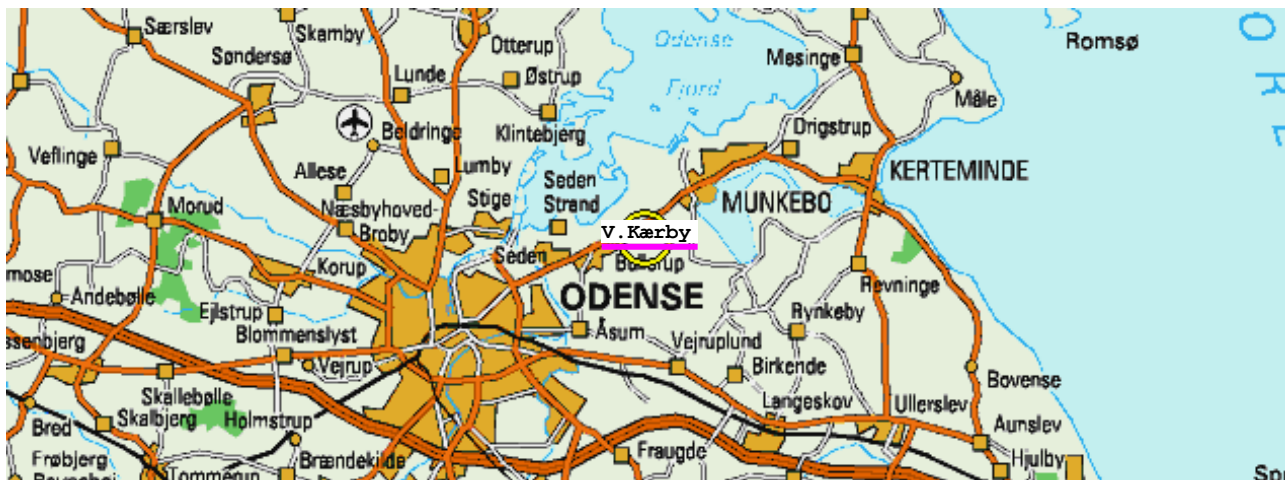 Særslev
Skamby
Otterup
Odense
Fjord
Romsø
O
R
F
Søndersø
Mesinge
Lunde
Østrup
Måle
Klintebjerg
Beldringe
Drigstrup
Veflinge
Allese
Lumby
Seden
Strand
KERTEMINDE
Morud
Næsbyhoved-
Broby
Stige
MUNKEBO
V.Kærby
Korup
Seden
Revninge
Andebølle
Ejlstrup
ODENSE
Rynkeby
Blommenslyst
Åsum
Vejruplund
Vejrup
Birkende
Bovense
Skallebølle
Skalbjerg
Holmstrup
Langeskov
Ullerslev
Bred
Aunslev
Frøbjerg
Brændekilde
Fraugde
Hjulby
Tommerup